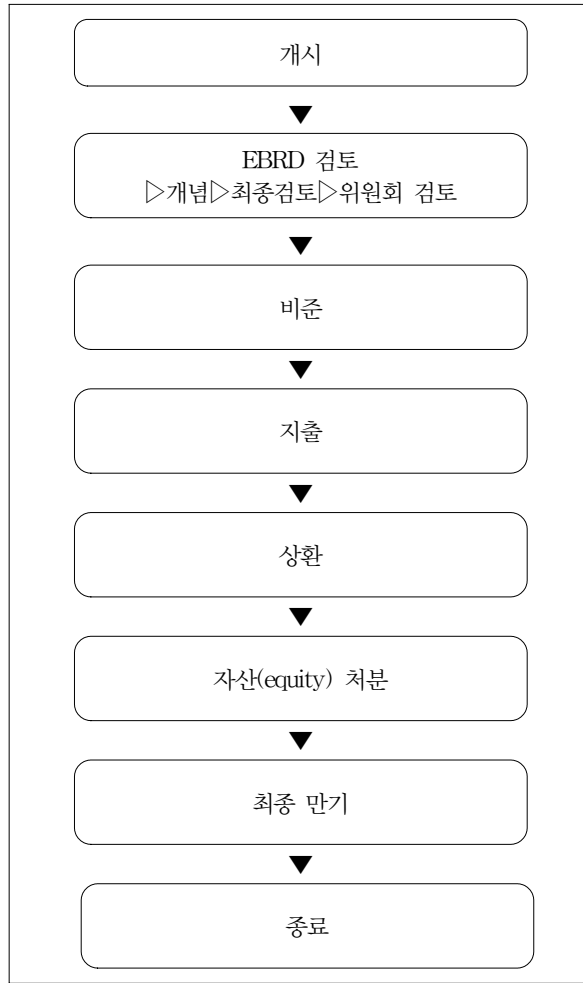 개시
▼
EBRD 검토
▷개념▷최종검토▷위원회 검토
▼
비준
▼
지출
▼
상환
▼
자산(equity) 처분
▼
최종 만기
▼
종료